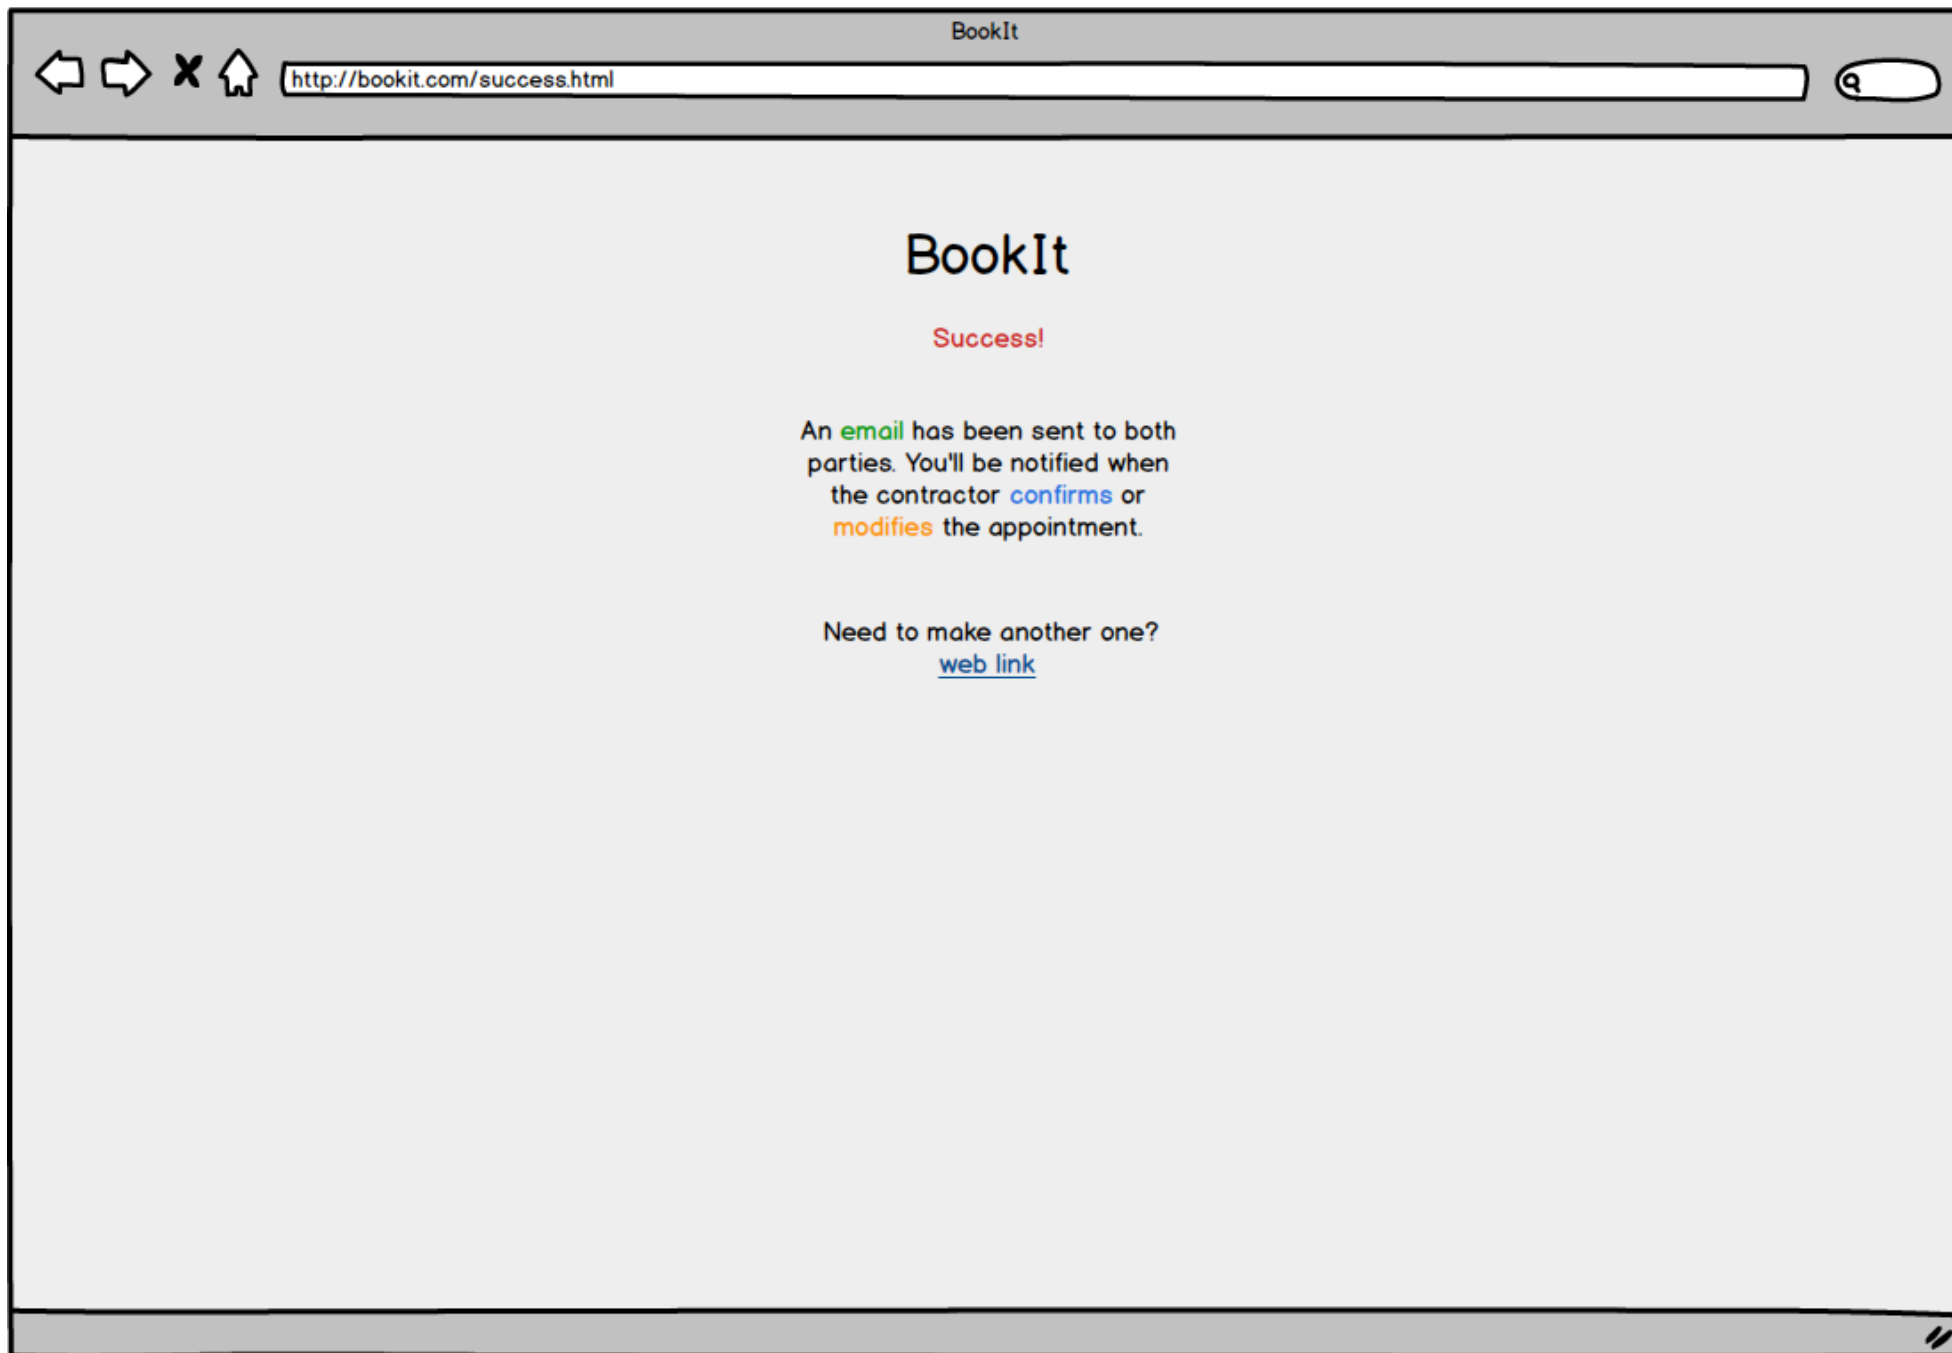 BookIt
http://bookit.com/success.html
BookIt
Success!
An email has been sent to both
parties. You'll be notified when
the contractor confirms or
modifies the appointment.
Need to make another one?
web link